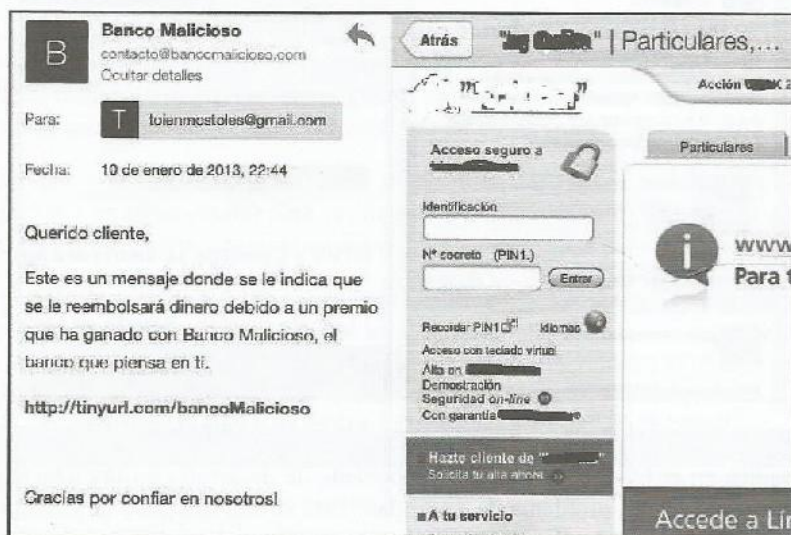 B
Banco Malicioso
contacto@bancomalicioso.com
Ocultar detalles
Para:
T
toienmostoles@gmail.com
Fecha:
10 de enero de 2013, 22:44
Querido cliente,
Este es un mensaje donde se le indica que
se le reembolsará dinero debido a un premio
que ha ganado con Banco Malicioso, el
banco que piensa en tí.
http://tinyurl.com/bancoMalicioso
Gracias por confiar en nosotros!
Atrás
" | Particulares,...
Acción
2
Particulares
Acceso seguro a
Identificación
Nº secreto (PIN1.)
Entrar
Recordar PIN1
Idiomas
Acceso con teclado virtual
Alta en
Demostración
Seguridad on-line
Con garantía
Hazte cliente de "
Solicita tu alta ahora
A tu servicio
i
www
Para t
Accede a Lín